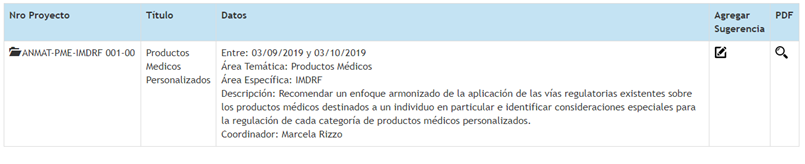 Nro Proyecto Título Datos Agregar Sugerencia PDF
ANMAT-PME-IMDRF 001-00
Productos
Medicos
Personalizados
Entre: 03/09/2019 y 03/10/2019
Área Temática: Productos Médicos
Área Específica: IMDRF
Descripción: Recomendar un enfoque armonizado de la aplicación de las vías regulatorias existentes sobre
los productos médicos destinados a un individuo en particular e identificar consideraciones especiales para
la regulación de cada categoría de productos médicos personalizados.
Coordinador: Marcela Rizzo